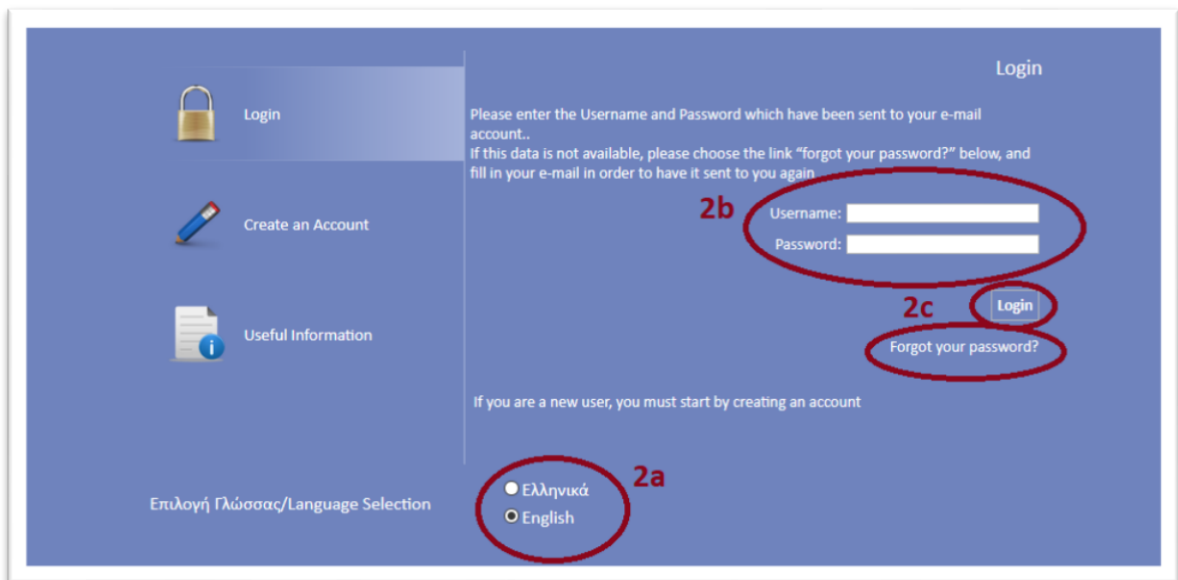 Login
Login
Please enter the Username and Password which have been sent to your e-mail
account..
If this data is not available, please choose the link “forgot your password?” below, and
fill in your e-mail in order to have it sent to you again
2b
Username:
Password:
Create an Account
2c
Login
Useful Information
Forgot your password?
If you are a new user, you must start by creating an account
2a
Επιλογή Γλώσσας/Language Selection
Ελληνικά
English